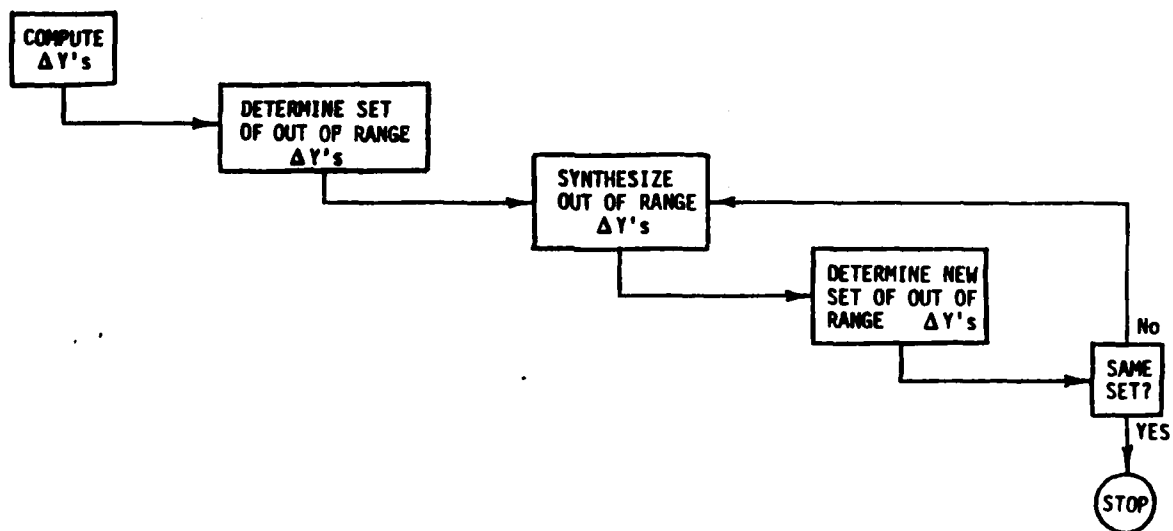 COMPUTE
ΔY's
DETERMINE SET
OF OUT OF RANGE
ΔY's
SYNTHESIZE
OUT OF RANGE
ΔY's
DETERMINE NEW
SET OF OUT OF
RANGE ΔY's
No
SAME
SET?
YES
STOP